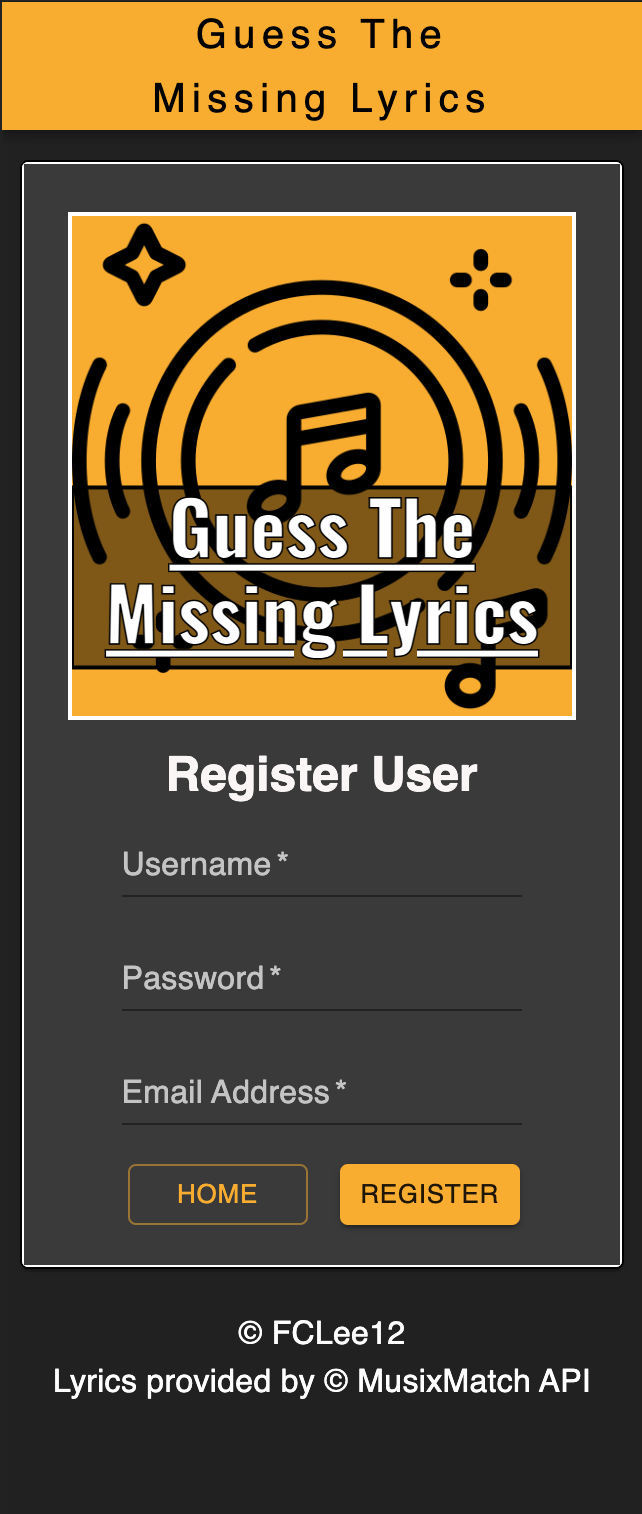 Guess The
Missing Lyrics
Guess The
Missing Lyrics
Register User
Username *
Password *
Email Address *
HOME REGISTER
© FCLee12
Lyrics provided by © MusixMatch API